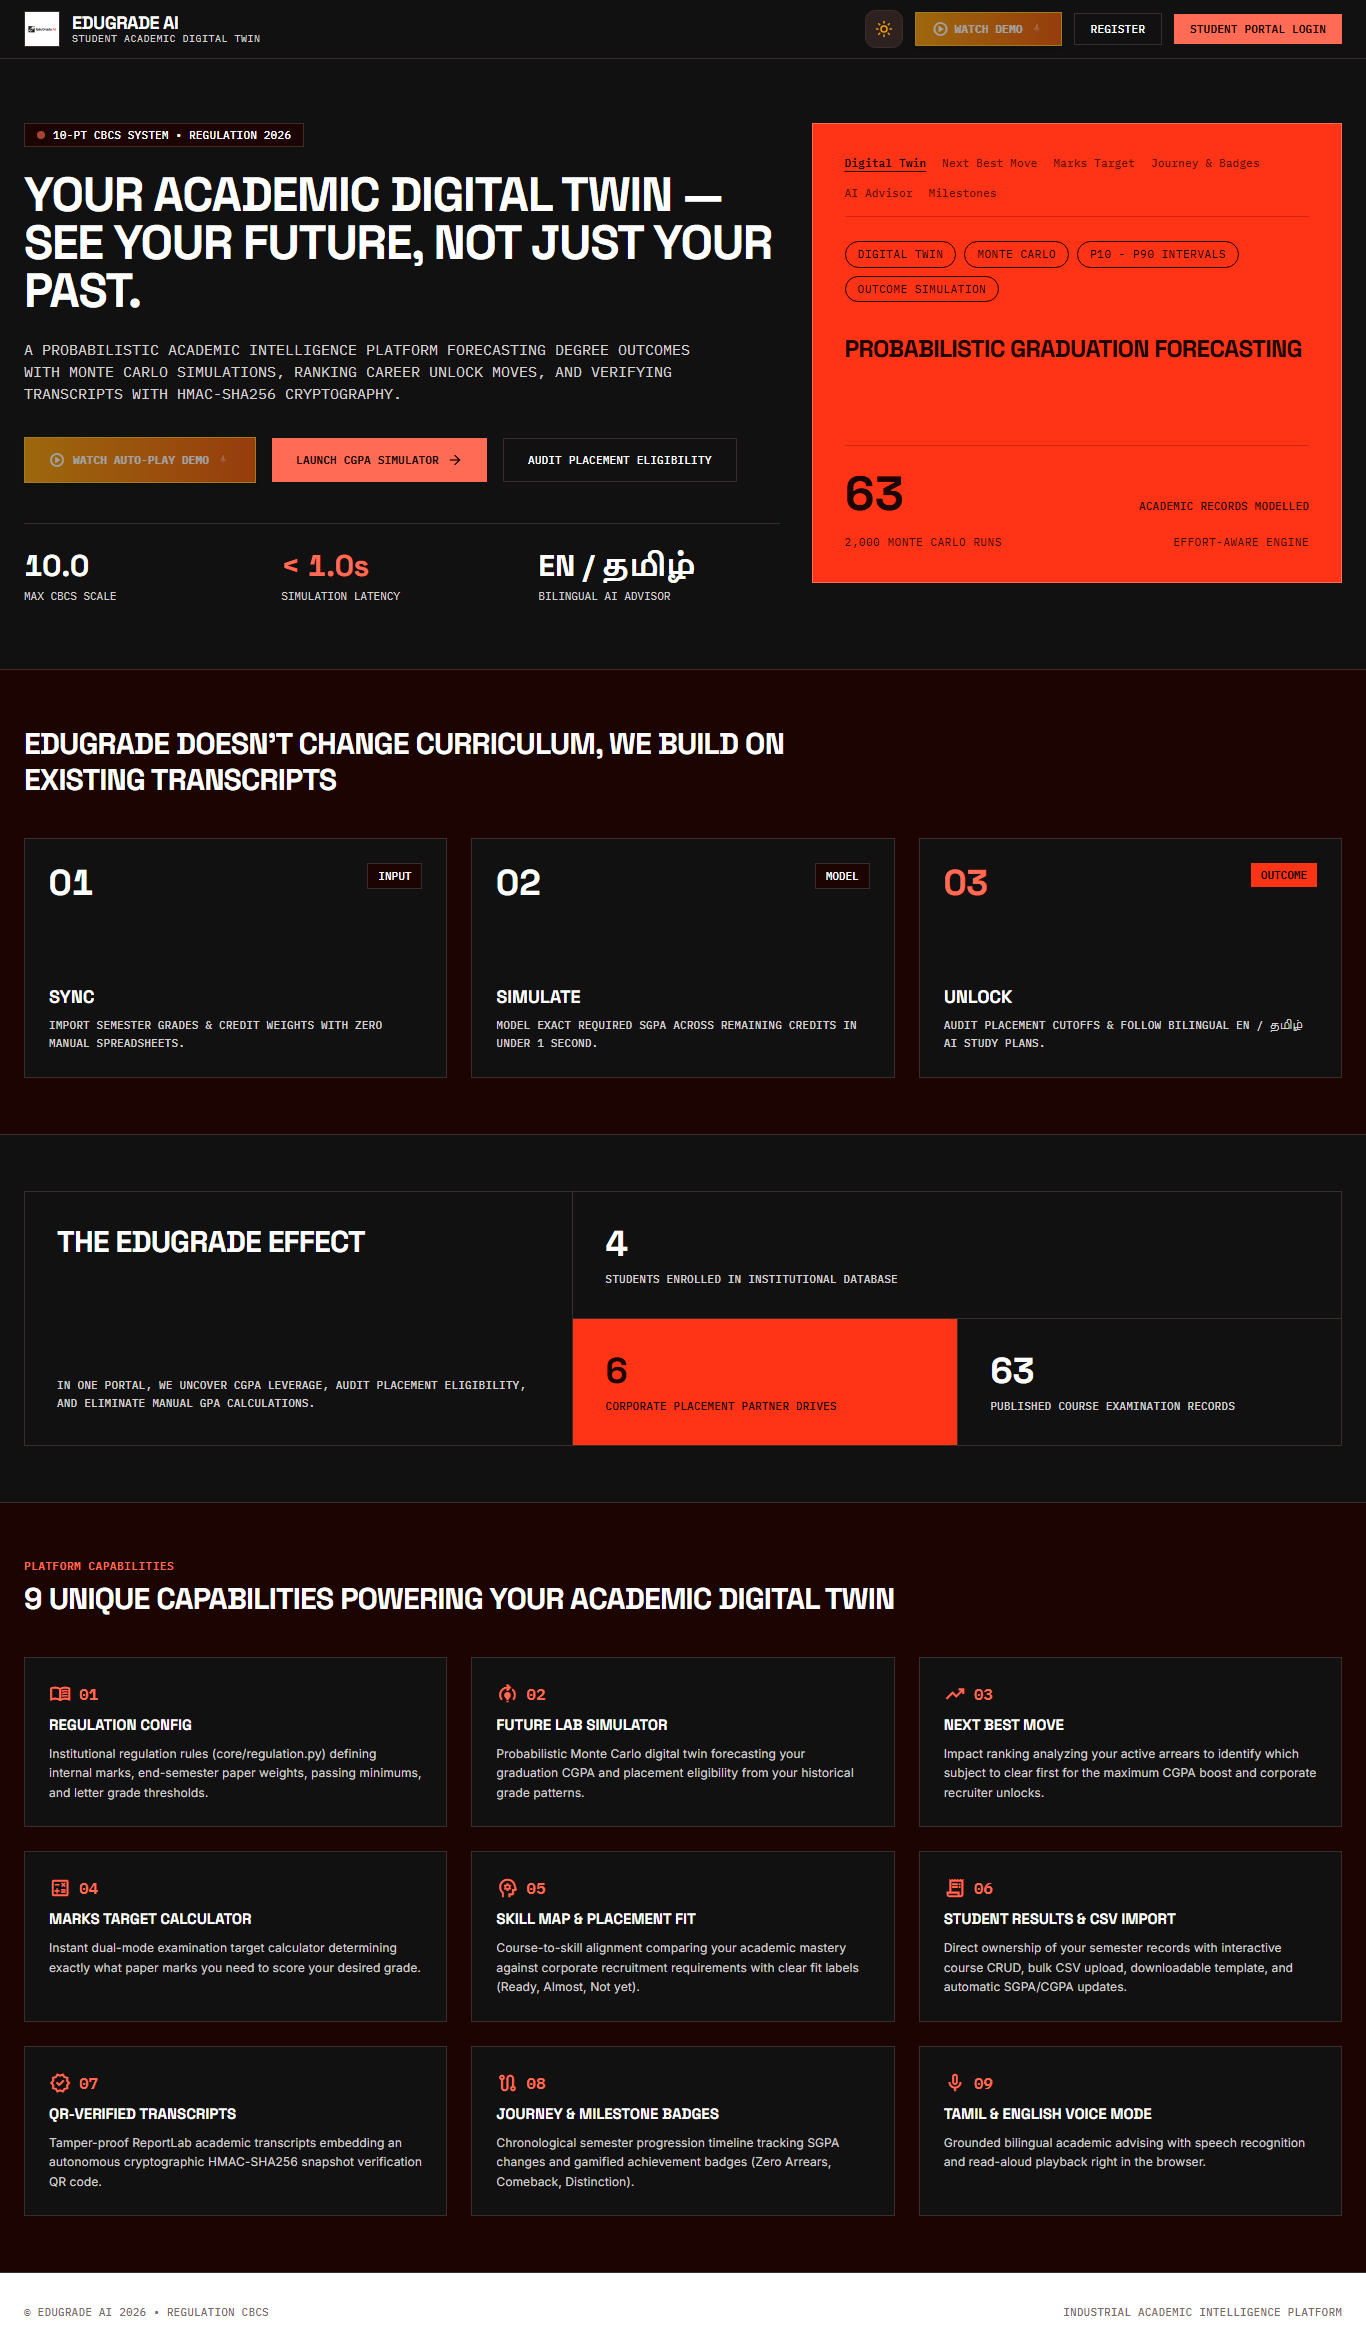 EDUGRADE AI
STUDENT ACADEMIC DIGITAL TWIN
WATCH DEMO
REGISTER
STUDENT PORTAL LOGIN
10-PT CBCS SYSTEM • REGULATION 2026
YOUR ACADEMIC DIGITAL TWIN —
SEE YOUR FUTURE, NOT JUST YOUR
PAST.
A PROBABILISTIC ACADEMIC INTELLIGENCE PLATFORM FORECASTING DEGREE OUTCOMES
WITH MONTE CARLO SIMULATIONS, RANKING CAREER UNLOCK MOVES, AND VERIFYING
TRANSCRIPTS WITH HMAC-SHA256 CRYPTOGRAPHY.
WATCH AUTO-PLAY DEMO
LAUNCH CGPA SIMULATOR →
AUDIT PLACEMENT ELIGIBILITY
10.0
MAX CBCS SCALE
< 1.0s
SIMULATION LATENCY
EN / தமிழ்
BILINGUAL AI ADVISOR
Digital Twin Next Best Move Marks Target Journey & Badges
AI Advisor Milestones
DIGITAL TWIN MONTE CARLO P10 - P90 INTERVALS
OUTCOME SIMULATION
PROBABILISTIC GRADUATION FORECASTING
63
ACADEMIC RECORDS MODELLED
2,000 MONTE CARLO RUNS
EFFORT-AWARE ENGINE
EDUGRADE DOESN'T CHANGE CURRICULUM, WE BUILD ON
EXISTING TRANSCRIPTS
01
INPUT
SYNC
IMPORT SEMESTER GRADES & CREDIT WEIGHTS WITH ZERO
MANUAL SPREADSHEETS.
02
MODEL
SIMULATE
MODEL EXACT REQUIRED SGPA ACROSS REMAINING CREDITS IN
UNDER 1 SECOND.
03
OUTCOME
UNLOCK
AUDIT PLACEMENT CUTOFFS & FOLLOW BILINGUAL EN / தமிழ்
AI STUDY PLANS.
THE EDUGRADE EFFECT
IN ONE PORTAL, WE UNCOVER CGPA LEVERAGE, AUDIT PLACEMENT ELIGIBILITY,
AND ELIMINATE MANUAL GPA CALCULATIONS.
4
STUDENTS ENROLLED IN INSTITUTIONAL DATABASE
6
CORPORATE PLACEMENT PARTNER DRIVES
63
PUBLISHED COURSE EXAMINATION RECORDS
PLATFORM CAPABILITIES
9 UNIQUE CAPABILITIES POWERING YOUR ACADEMIC DIGITAL TWIN
01
REGULATION CONFIG
Institutional regulation rules (core/regulation.py) defining
internal marks, end-semester paper weights, passing minimums,
and letter grade thresholds.
02
FUTURE LAB SIMULATOR
Probabilistic Monte Carlo digital twin forecasting your
graduation CGPA and placement eligibility from your historical
grade patterns.
03
NEXT BEST MOVE
Impact ranking analyzing your active arrears to identify which
subject to clear first for the maximum CGPA boost and corporate
recruiter unlocks.
04
MARKS TARGET CALCULATOR
Instant dual-mode examination target calculator determining
exactly what paper marks you need to score your desired grade.
05
SKILL MAP & PLACEMENT FIT
Course-to-skill alignment comparing your academic mastery
against corporate recruitment requirements with clear fit labels
(Ready, Almost, Not yet).
06
STUDENT RESULTS & CSV IMPORT
Direct ownership of your semester records with interactive
course CRUD, bulk CSV upload, downloadable template, and
automatic SGPA/CGPA updates.
07
QR-VERIFIED TRANSCRIPTS
Tamper-proof ReportLab academic transcripts embedding an
autonomous cryptographic HMAC-SHA256 snapshot verification
QR code.
08
JOURNEY & MILESTONE BADGES
Chronological semester progression timeline tracking SGPA
changes and gamified achievement badges (Zero Arrears,
Comeback, Distinction).
09
TAMIL & ENGLISH VOICE MODE
Grounded bilingual academic advising with speech recognition
and read-aloud playback right in the browser.
© EDUGRADE AI 2026 • REGULATION CBCS
INDUSTRIAL ACADEMIC INTELLIGENCE PLATFORM